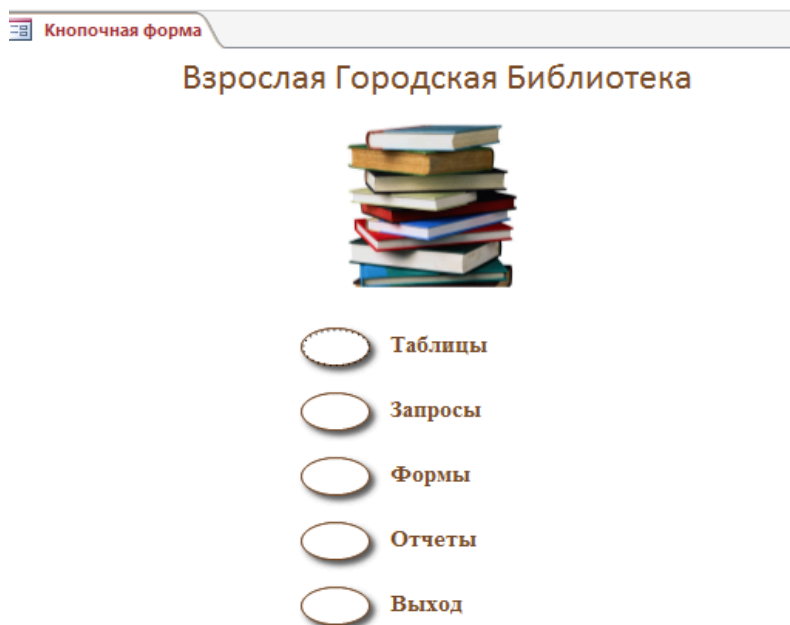 Кнопочная форма
Взрослая Городская Библиотека
Таблицы
Запросы
Формы
Отчеты
Выход